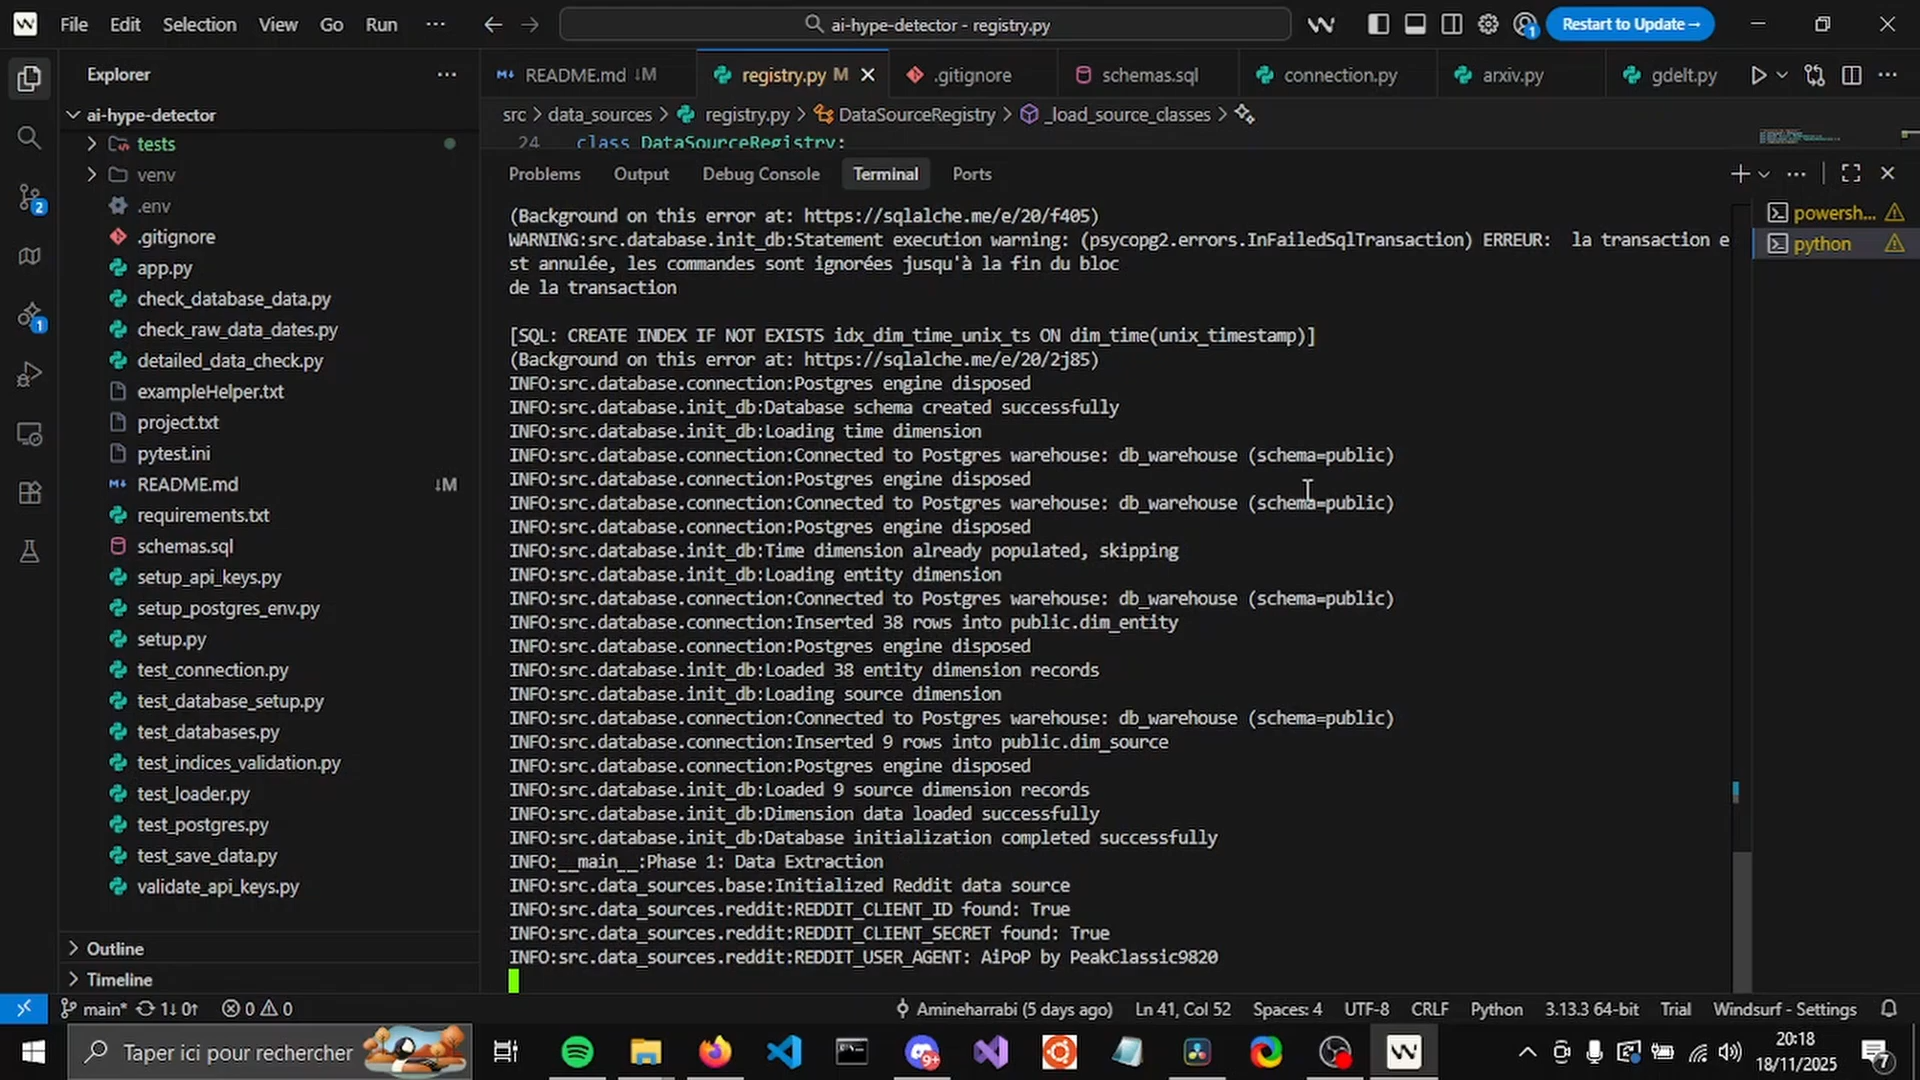 File Edit Selection View Go Run ···
ai-hype-detector - registry.py
Restart to Update→
Explorer
README.md ↓M
registry.py M
.gitignore
schemas.sql
connection.py
arxiv.py
gdelt.py
src > data_sources > registry.py > DataSourceRegistry > _load_source_classes >
24 class DataSourceRegistry:
ai-hype-detector
tests
venv
.env
.gitignore
app.py
check_database_data.py
check_raw_data_dates.py
detailed_data_check.py
exampleHelper.txt
project.txt
pytest.ini
README.md ↓M
requirements.txt
schemas.sql
setup_api_keys.py
setup_postgres_env.py
setup.py
test_connection.py
test_database_setup.py
test_databases.py
test_indices_validation.py
test_loader.py
test_postgres.py
test_save_data.py
validate_api_keys.py
Outline
Timeline
2
1
1
Problems Output Debug Console Terminal Ports
powersh...
python
(Background on this error at: https://sqlalche.me/e/20/f405)
WARNING:src.database.init_db:Statement execution warning: (psycopg2.errors.InFailedSqlTransaction) ERREUR:  la transaction e
st annulée, les commandes sont ignorées jusqu'à la fin du bloc
de la transaction
[SQL: CREATE INDEX IF NOT EXISTS idx_dim_time_unix_ts ON dim_time(unix_timestamp)]
(Background on this error at: https://sqlalche.me/e/20/2j85)
INFO:src.database.connection:Postgres engine disposed
INFO:src.database.init_db:Database schema created successfully
INFO:src.database.init_db:Loading time dimension
INFO:src.database.connection:Connected to Postgres warehouse: db_warehouse (schema=public)
INFO:src.database.connection:Postgres engine disposed
INFO:src.database.connection:Connected to Postgres warehouse: db_warehouse (schema=public)
INFO:src.database.connection:Postgres engine disposed
INFO:src.database.init_db:Time dimension already populated, skipping
INFO:src.database.init_db:Loading entity dimension
INFO:src.database.connection:Connected to Postgres warehouse: db_warehouse (schema=public)
INFO:src.database.connection:Inserted 38 rows into public.dim_entity
INFO:src.database.connection:Postgres engine disposed
INFO:src.database.init_db:Loaded 38 entity dimension records
INFO:src.database.init_db:Loading source dimension
INFO:src.database.connection:Connected to Postgres warehouse: db_warehouse (schema=public)
INFO:src.database.connection:Inserted 9 rows into public.dim_source
INFO:src.database.connection:Postgres engine disposed
INFO:src.database.init_db:Loaded 9 source dimension records
INFO:src.database.init_db:Dimension data loaded successfully
INFO:src.database.init_db:Database initialization completed successfully
INFO:__main__:Phase 1: Data Extraction
INFO:src.data_sources.base:Initialized Reddit data source
INFO:src.data_sources.reddit:REDDIT_CLIENT_ID found: True
INFO:src.data_sources.reddit:REDDIT_CLIENT_SECRET found: True
INFO:src.data_sources.reddit:REDDIT_USER_AGENT: AiPoP by PeakClassic9820
main* 1↓ 0↑ 0 0
Amineharrabi (5 days ago) Ln 41, Col 52 Spaces: 4 UTF-8 CRLF Python 3.13.3 64-bit Trial Windsurf - Settings
Taper ici pour rechercher
9+
20:18
18/11/2025
7